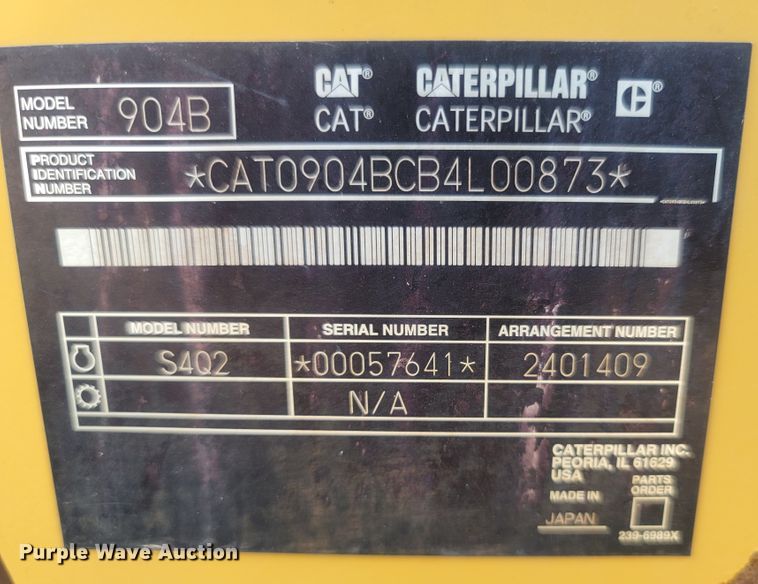 CAT® CATERPILLAR® C®
CAT® CATERPILLAR®
MODEL NUMBER 904B
PRODUCT IDENTIFICATION NUMBER *CAT0904BCB4L00873*
MODEL NUMBER SERIAL NUMBER ARRANGEMENT NUMBER
S4Q2 *00057641* 2401409
N/A
CATERPILLAR INC.
PEORIA, IL 61629
USA
MADE IN JAPAN
PARTS ORDER
239-6989X
Purple Wave Auction